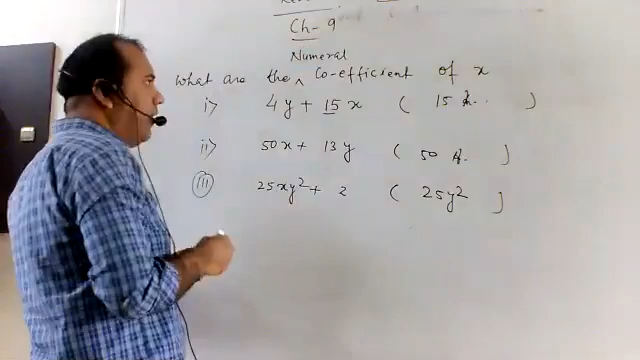 Ch-9
Numeral
What are the ^ Co-efficient of x
i> 4y + 15x ( 15 )
ii> 50x + 13y ( 50 )
(iii) 25xy² + 2 ( 25y² )